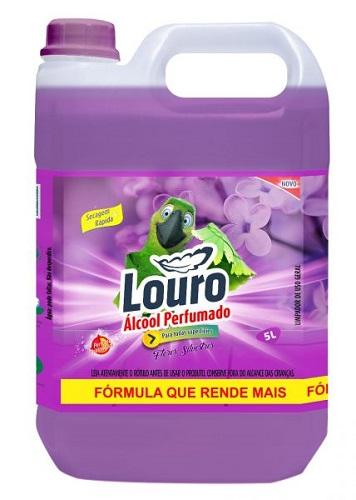 NOVO
Secagem
Rápida
Louro
Álcool Perfumado
Para todas superfícies
5L
Flores Silvestres
LIMPADOR DE USO GERAL
LEIA ATENTAMENTE O RÓTULO ANTES DE USAR O PRODUTO. CONSERVE FORA DO ALCANCE DAS CRIANÇAS.
FÓRMULA QUE RENDE MAIS
FÓ